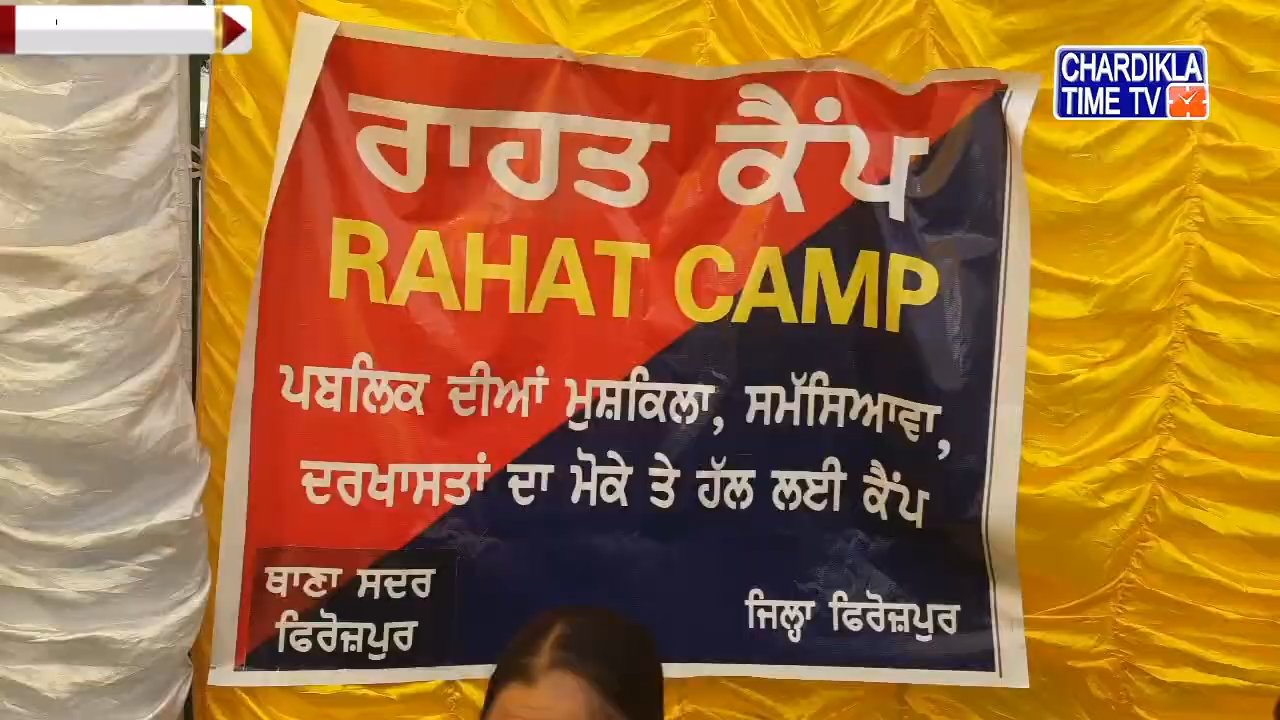 CHARDIKLA
TIME TV
ਰਾਹਤ ਕੈਂਪ
RAHAT CAMP
ਪਬਲਿਕ ਦੀਆਂ ਮੁਸ਼ਕਿਲਾ, ਸਮੱਸਿਆਵਾ,
ਦਰਖਾਸਤਾਂ ਦਾ ਮੋਕੇ ਤੇ ਹੱਲ ਲਈ ਕੈਂਪ
ਥਾਣਾ ਸਦਰ
ਫਿਰੋਜ਼ਪੁਰ
ਜਿਲ੍ਹਾ ਫਿਰੋਜ਼ਪੁਰ